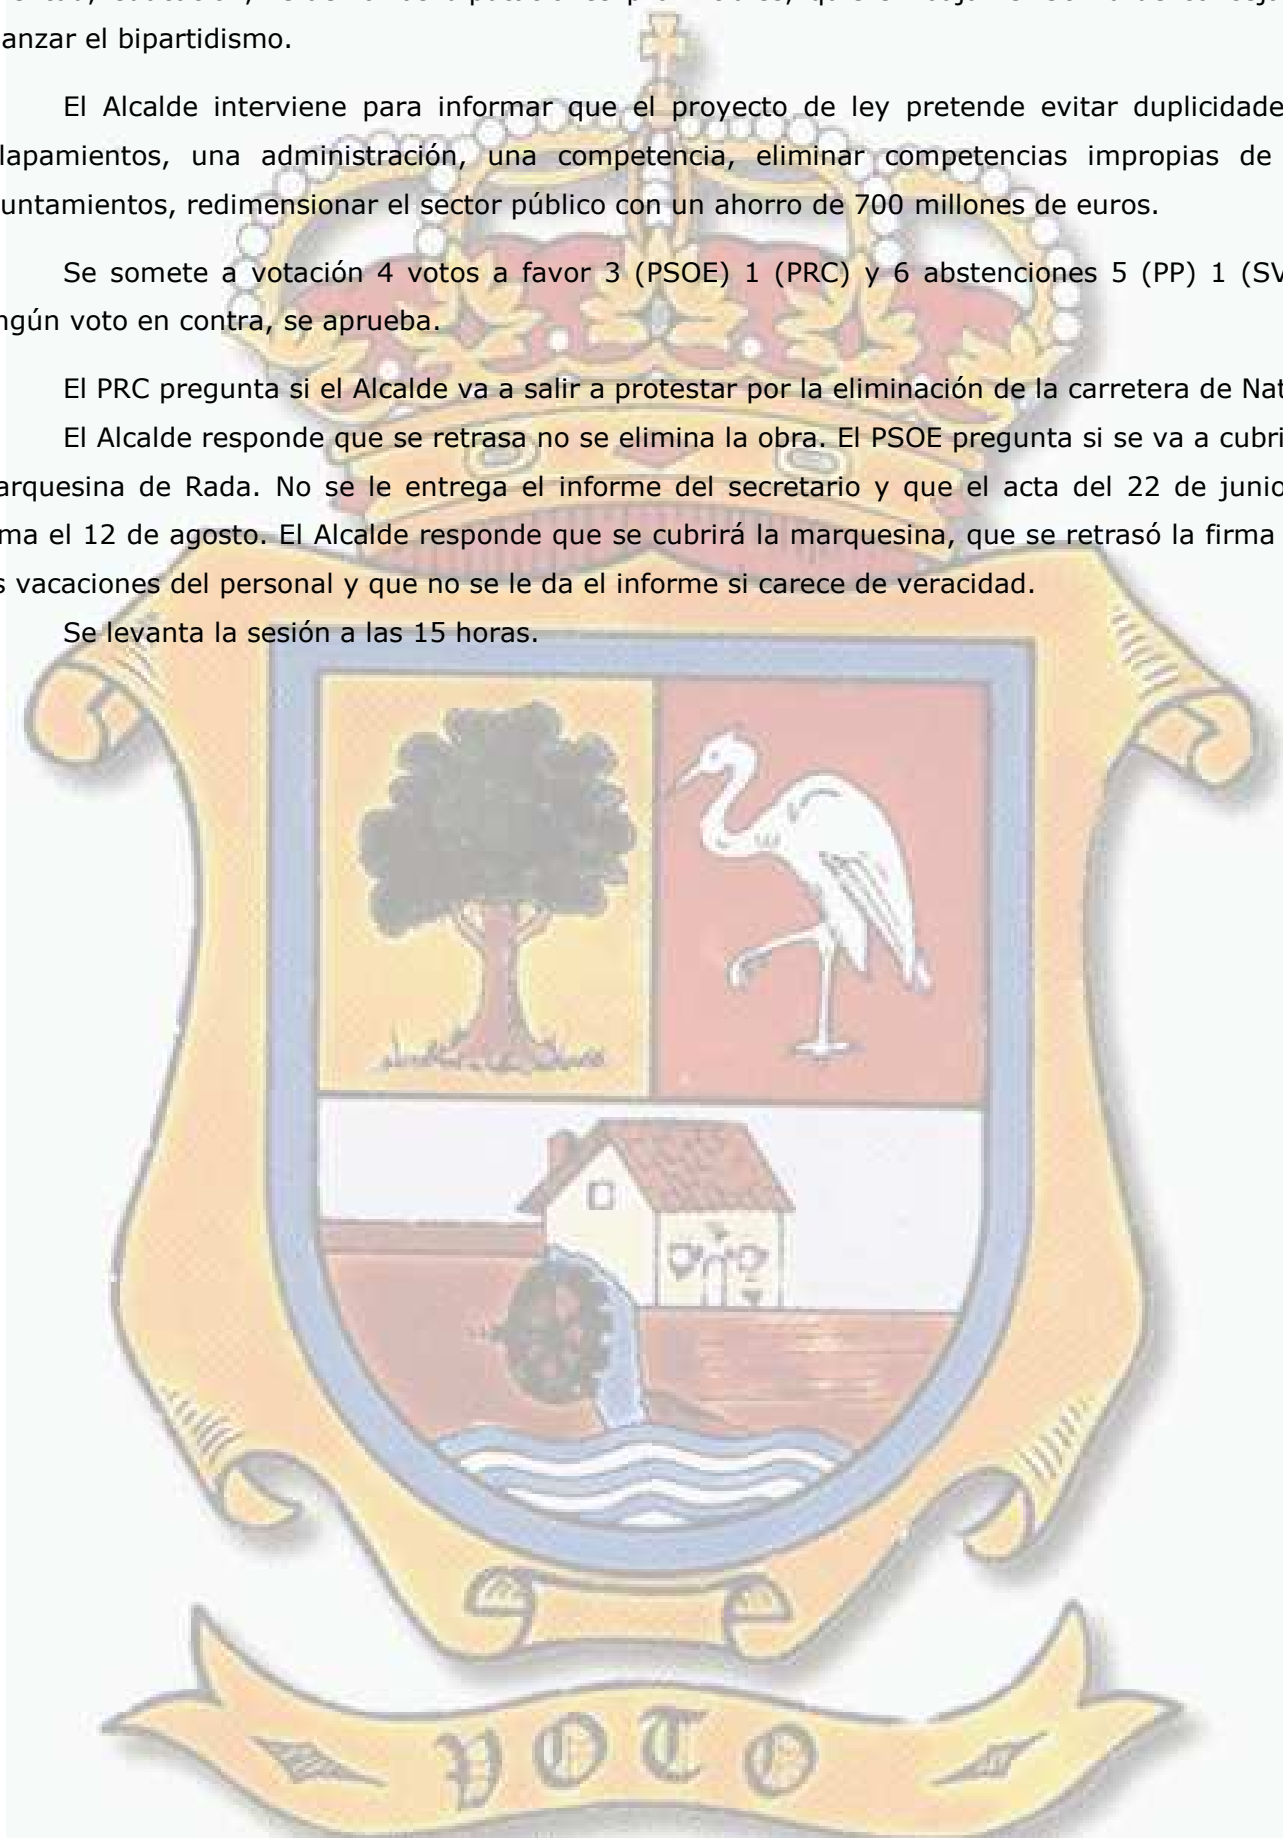 anzar el bipartidismo.
El Alcalde interviene para informar que el proyecto de ley pretende evitar duplicidade
lapamientos, una administración, una competencia, eliminar competencias impropias de
untamientos, redimensionar el sector público con un ahorro de 700 millones de euros.
Se somete a votación 4 votos a favor 3 (PSOE) 1 (PRC) y 6 abstenciones 5 (PP) 1 (SV
ngún voto en contra, se aprueba.
El PRC pregunta si el Alcalde va a salir a protestar por la eliminación de la carretera de Nat
El Alcalde responde que se retrasa no se elimina la obra. El PSOE pregunta si se va a cubri
arquesina de Rada. No se le entrega el informe del secretario y que el acta del 22 de junio
ma el 12 de agosto. El Alcalde responde que se cubrirá la marquesina, que se retrasó la firma
s vacaciones del personal y que no se le da el informe si carece de veracidad.
Se levanta la sesión a las 15 horas.
VOTO